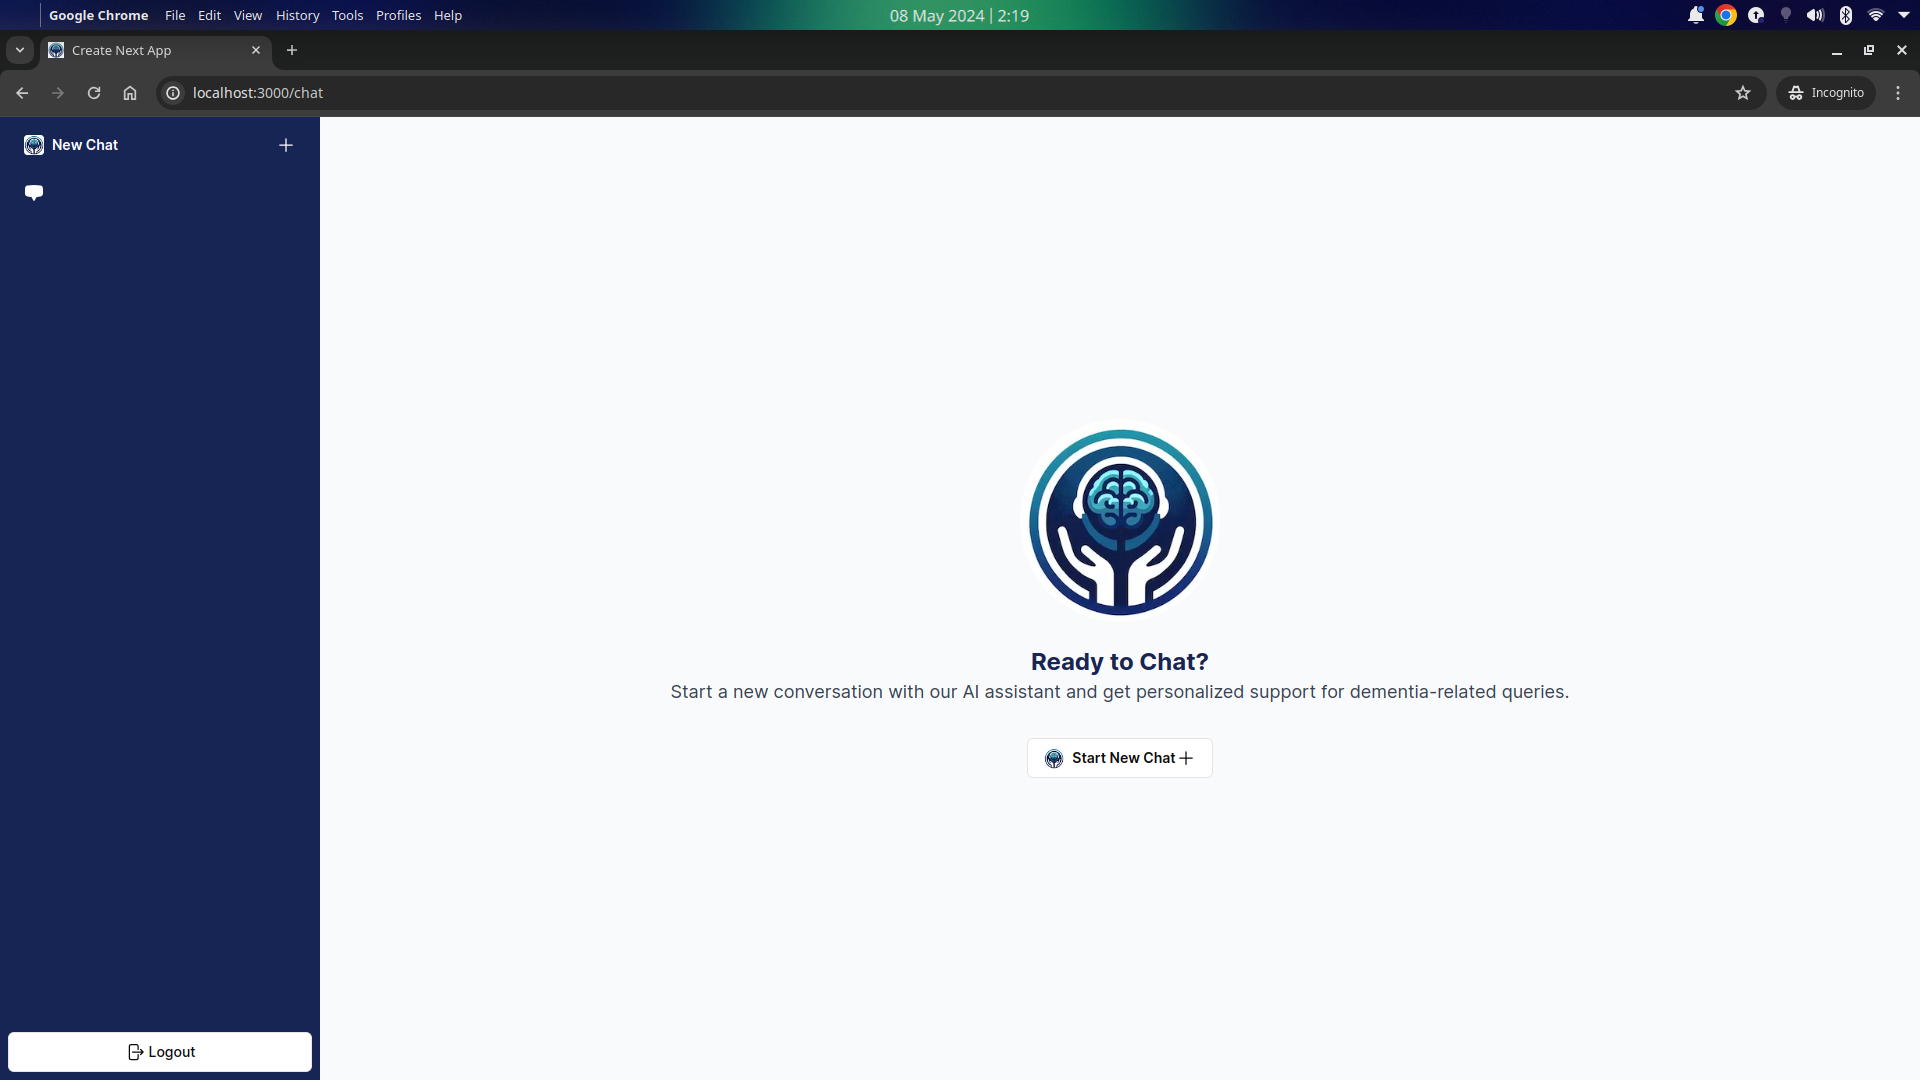 Google Chrome File Edit View History Tools Profiles Help
08 May 2024 | 2:19
Create Next App
localhost:3000/chat
Incognito
New Chat
Ready to Chat?
Start a new conversation with our AI assistant and get personalized support for dementia-related queries.
Start New Chat
Logout